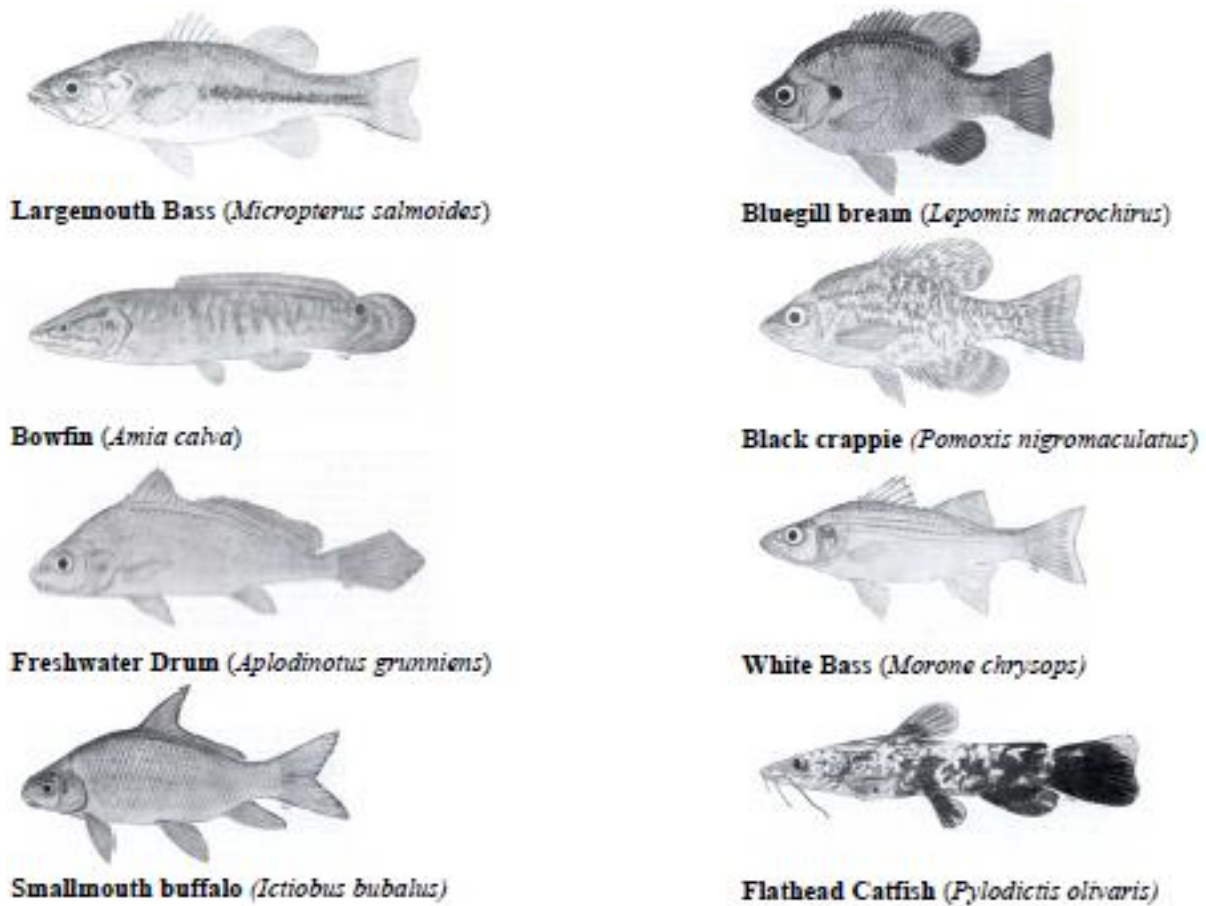 Largemouth Bass (Micropterus salmoides)
Bluegill bream (Lepomis macrochirus)
Bowfin (Amia calva)
Black crappie (Pomoxis nigromaculatus)
Freshwater Drum (Aplodinotus grunniens)
White Bass (Morone chrysops)
Smallmouth buffalo (Ictiobus bubalus)
Flathead Catfish (Pylodictis olivaris)